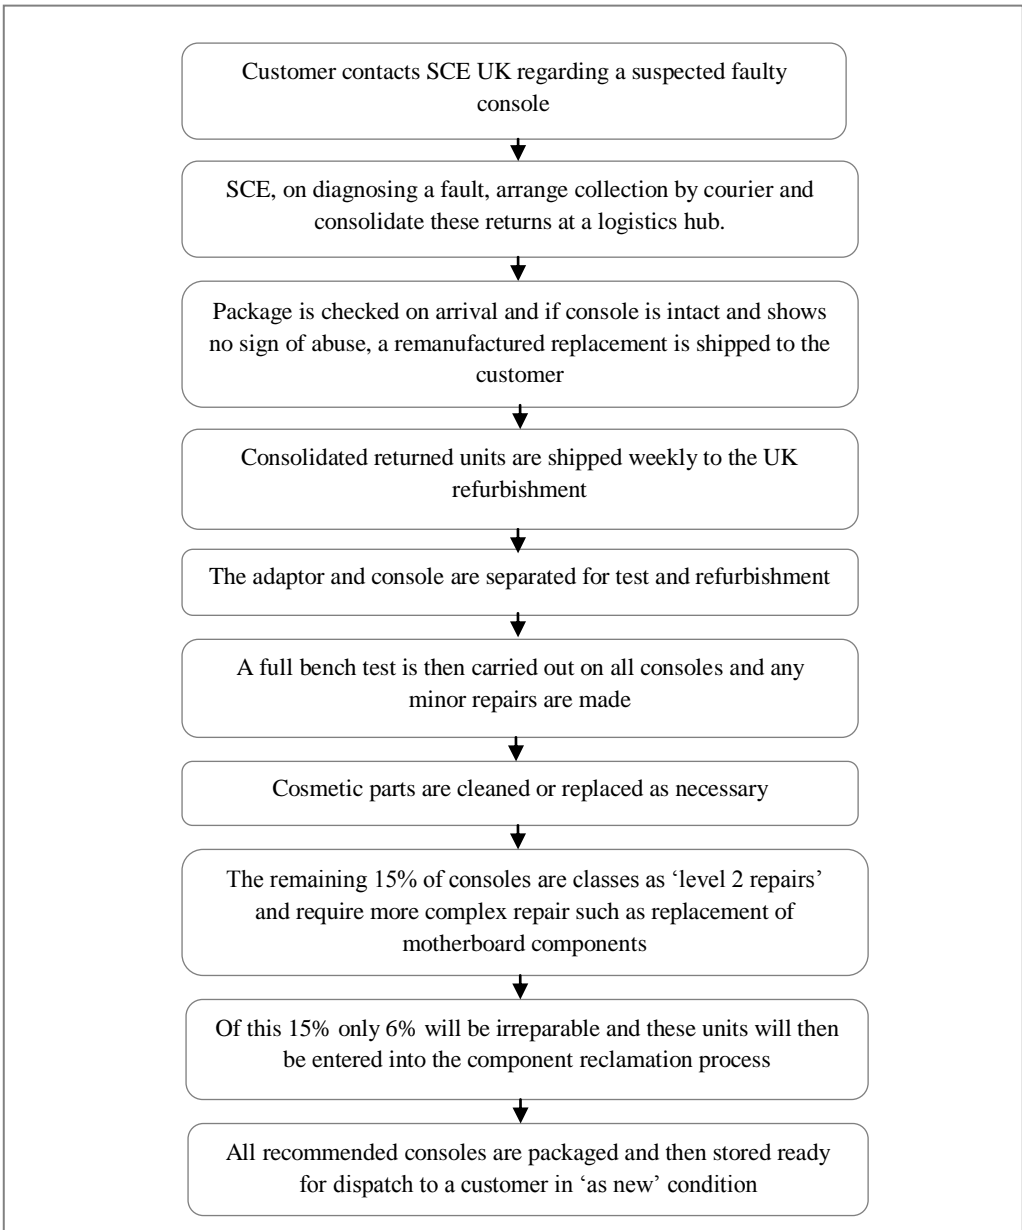 Customer contacts SCE UK regarding a suspected faulty
console
SCE, on diagnosing a fault, arrange collection by courier and
consolidate these returns at a logistics hub.
Package is checked on arrival and if console is intact and shows
no sign of abuse, a remanufactured replacement is shipped to the
customer
Consolidated returned units are shipped weekly to the UK
refurbishment
The adaptor and console are separated for test and refurbishment
A full bench test is then carried out on all consoles and any
minor repairs are made
Cosmetic parts are cleaned or replaced as necessary
The remaining 15% of consoles are classes as ‘level 2 repairs’
and require more complex repair such as replacement of
motherboard components
Of this 15% only 6% will be irreparable and these units will then
be entered into the component reclamation process
All recommended consoles are packaged and then stored ready
for dispatch to a customer in ‘as new’ condition